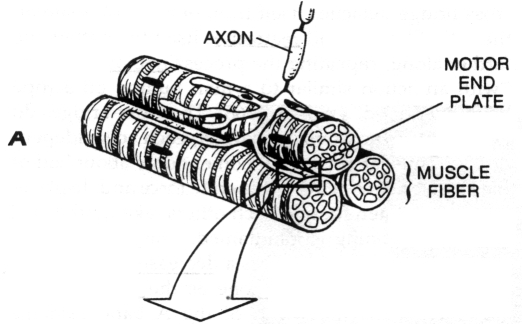 AXON
MOTOR
END
PLATE
A
MUSCLE
FIBER